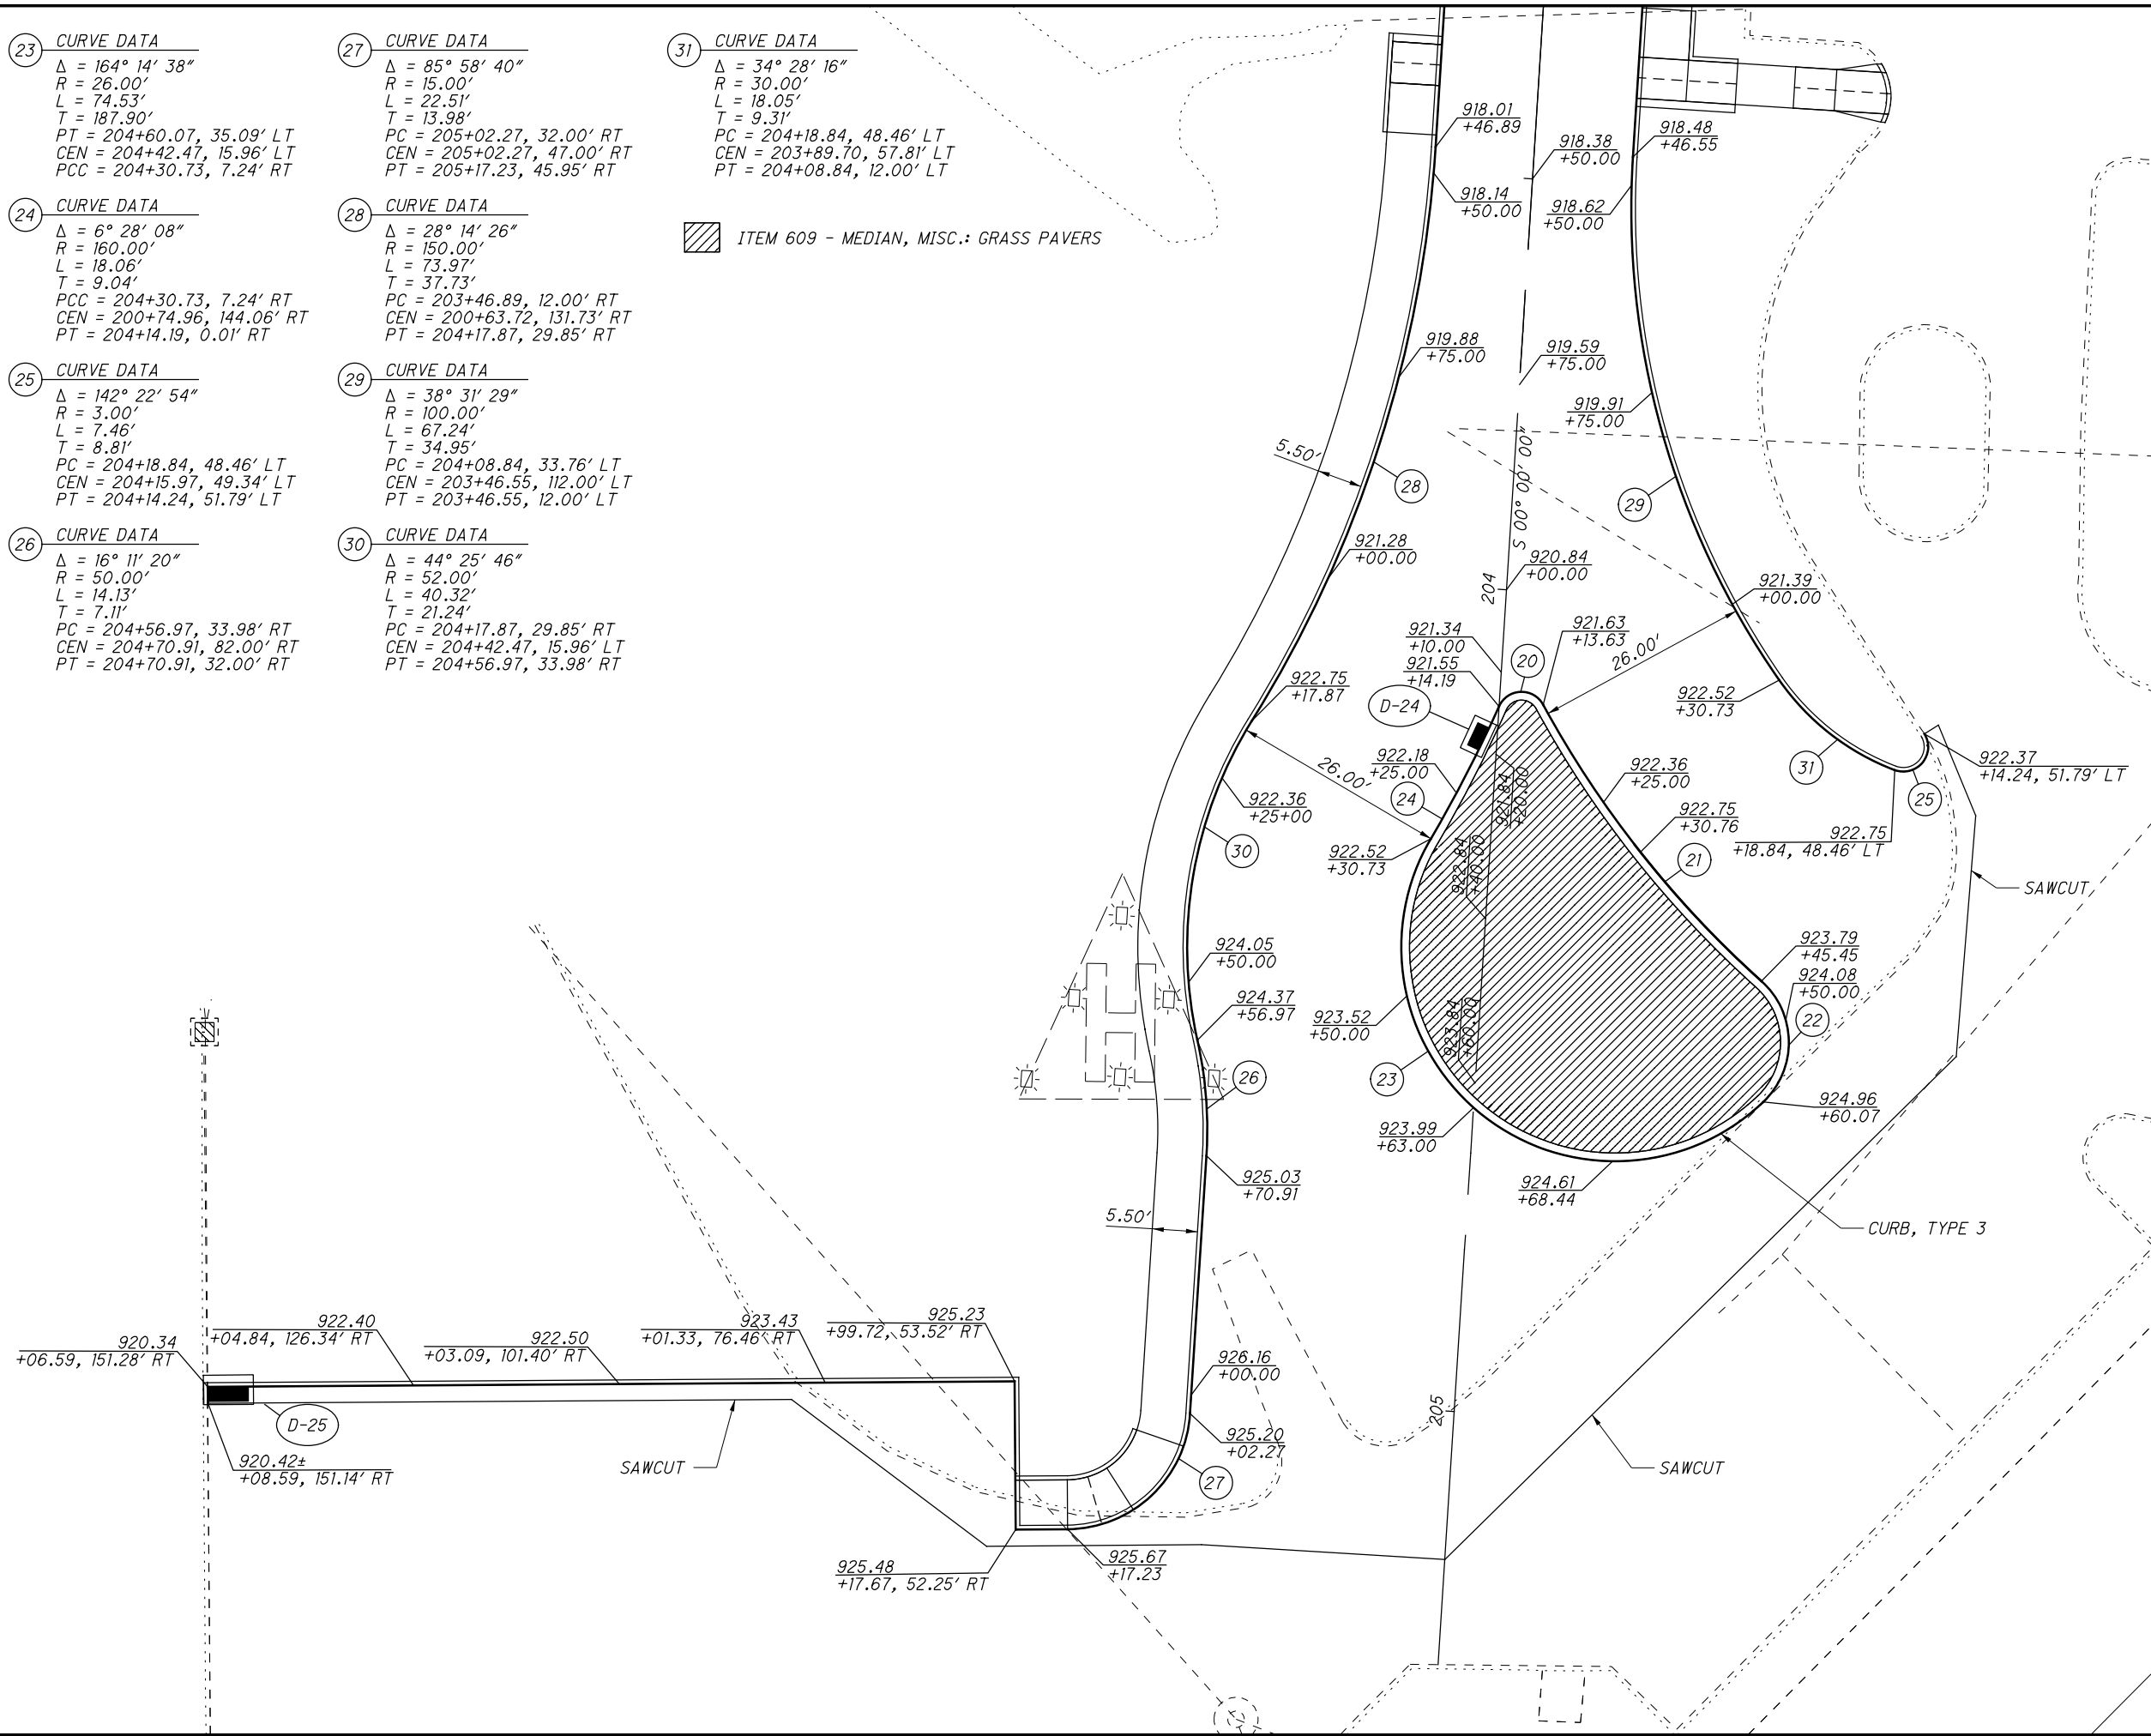 23 CURVE DATA
Δ = 164° 14' 38"
R = 26.00'
L = 74.53'
T = 187.90'
PT = 204+60.07, 35.09' LT
CEN = 204+42.47, 15.96' LT
PCC = 204+30.73, 7.24' RT
24 CURVE DATA
Δ = 6° 28' 08"
R = 160.00'
L = 18.06'
T = 9.04'
PCC = 204+30.73, 7.24' RT
CEN = 200+74.96, 144.06' RT
PT = 204+14.19, 0.01' RT
25 CURVE DATA
Δ = 142° 22' 54"
R = 3.00'
L = 7.46'
T = 8.81'
PC = 204+18.84, 48.46' LT
CEN = 204+15.97, 49.34' LT
PT = 204+14.24, 51.79' LT
26 CURVE DATA
Δ = 16° 11' 20"
R = 50.00'
L = 14.13'
T = 7.11'
PC = 204+56.97, 33.98' RT
CEN = 204+70.91, 82.00' RT
PT = 204+70.91, 32.00' RT
27 CURVE DATA
Δ = 85° 58' 40"
R = 15.00'
L = 22.51'
T = 13.98'
PC = 205+02.27, 32.00' RT
CEN = 205+02.27, 47.00' RT
PT = 205+17.23, 45.95' RT
28 CURVE DATA
Δ = 28° 14' 26"
R = 150.00'
L = 73.97'
T = 37.73'
PC = 203+46.89, 12.00' RT
CEN = 200+63.72, 131.73' RT
PT = 204+17.87, 29.85' RT
29 CURVE DATA
Δ = 38° 31' 29"
R = 100.00'
L = 67.24'
T = 34.95'
PC = 204+08.84, 33.76' LT
CEN = 203+46.55, 112.00' LT
PT = 203+46.55, 12.00' LT
30 CURVE DATA
Δ = 44° 25' 46"
R = 52.00'
L = 40.32'
T = 21.24'
PC = 204+17.87, 29.85' RT
CEN = 204+42.47, 15.96' LT
PT = 204+56.97, 33.98' RT
31 CURVE DATA
Δ = 34° 28' 16"
R = 30.00'
L = 18.05'
T = 9.31'
PC = 204+18.84, 48.46' LT
CEN = 203+89.70, 57.81' LT
PT = 204+08.84, 12.00' LT
ITEM 609 - MEDIAN, MISC.: GRASS PAVERS
918.01
+46.89
918.38
+50.00
918.48
+46.55
918.14
+50.00
918.62
+50.00
919.88
+75.00
919.59
+75.00
919.91
+75.00
5.50'
28
S 00° 00' 00"
29
921.28
+00.00
204
920.84
+00.00
921.39
+00.00
921.34
+10.00
921.55
+14.19
20
921.63
+13.63
26.00'
922.75
+17.87
D-24
922.52
+30.73
922.37
+14.24, 51.79' LT
26.00'
922.18
+25.00
24
921.84
+20.00
922.36
+25.00
31
25
922.36
+25+00
922.75
+30.76
922.75
+18.84, 48.46' LT
30
922.52
+30.73
922.84
+40.00
21
SAWCUT
924.05
+50.00
923.79
+45.45
924.08
+50.00
924.37
+56.97
923.52
+50.00
923.84
+60.00
22
26
23
924.96
+60.07
923.99
+63.00
925.03
+70.91
924.61
+68.44
5.50'
CURB, TYPE 3
920.34
+06.59, 151.28' RT
922.40
+04.84, 126.34' RT
922.50
+03.09, 101.40' RT
923.43
+01.33, 76.46' RT
925.23
+99.72, 53.52' RT
926.16
+00.00
205
D-25
925.20
+02.27
920.42±
+08.59, 151.14' RT
SAWCUT
27
SAWCUT
925.48
+17.67, 52.25' RT
925.67
+17.23